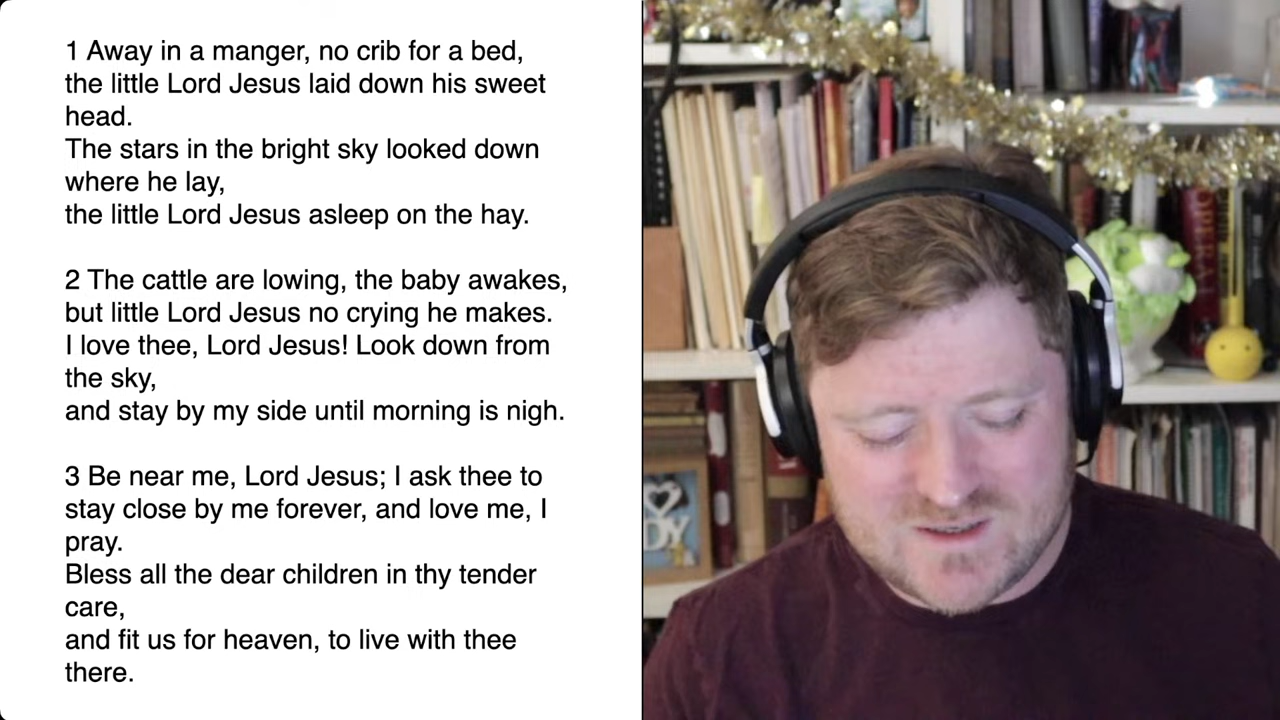 1 Away in a manger, no crib for a bed,
the little Lord Jesus laid down his sweet
head.
The stars in the bright sky looked down
where he lay,
the little Lord Jesus asleep on the hay.
2 The cattle are lowing, the baby awakes,
but little Lord Jesus no crying he makes.
I love thee, Lord Jesus! Look down from
the sky,
and stay by my side until morning is nigh.
3 Be near me, Lord Jesus; I ask thee to
stay close by me forever, and love me, I
pray.
Bless all the dear children in thy tender
care,
and fit us for heaven, to live with thee
there.